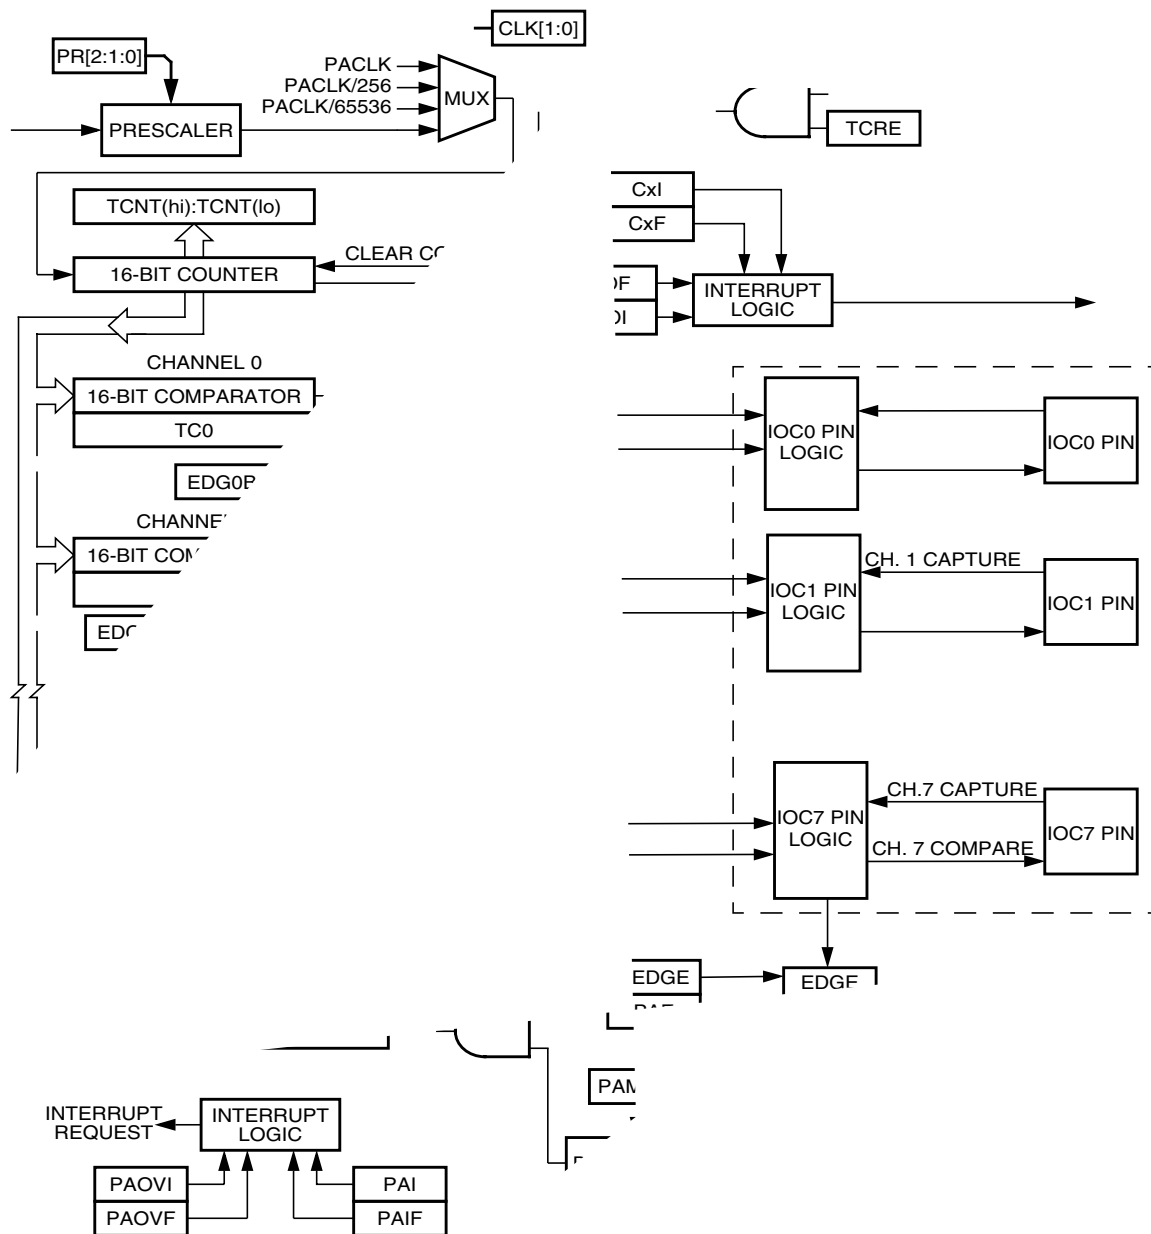 CLK[1:0]
PR[2:1:0]
PACLK
PACLK/256
PACLK/65536
MUX
PRESCALER
TCRE
CxI
CxF
TCNT(hi):TCNT(lo)
CLEAR
16-BIT COUNTER
INTERRUPT
LOGIC
CHANNEL 0
16-BIT COMPARATOR
TC0
IOC0 PIN
LOGIC
IOC0 PIN
16-BIT
IOC1 PIN
LOGIC
CH. 1 CAPTURE
IOC1 PIN
IOC7 PIN
LOGIC
CH.7 CAPTURE
CH. 7 COMPARE
IOC7 PIN
EDGE
EDGE
INTERRUPT
REQUEST
INTERRUPT
LOGIC
PAOVI
PAOVF
PAI
PAIF